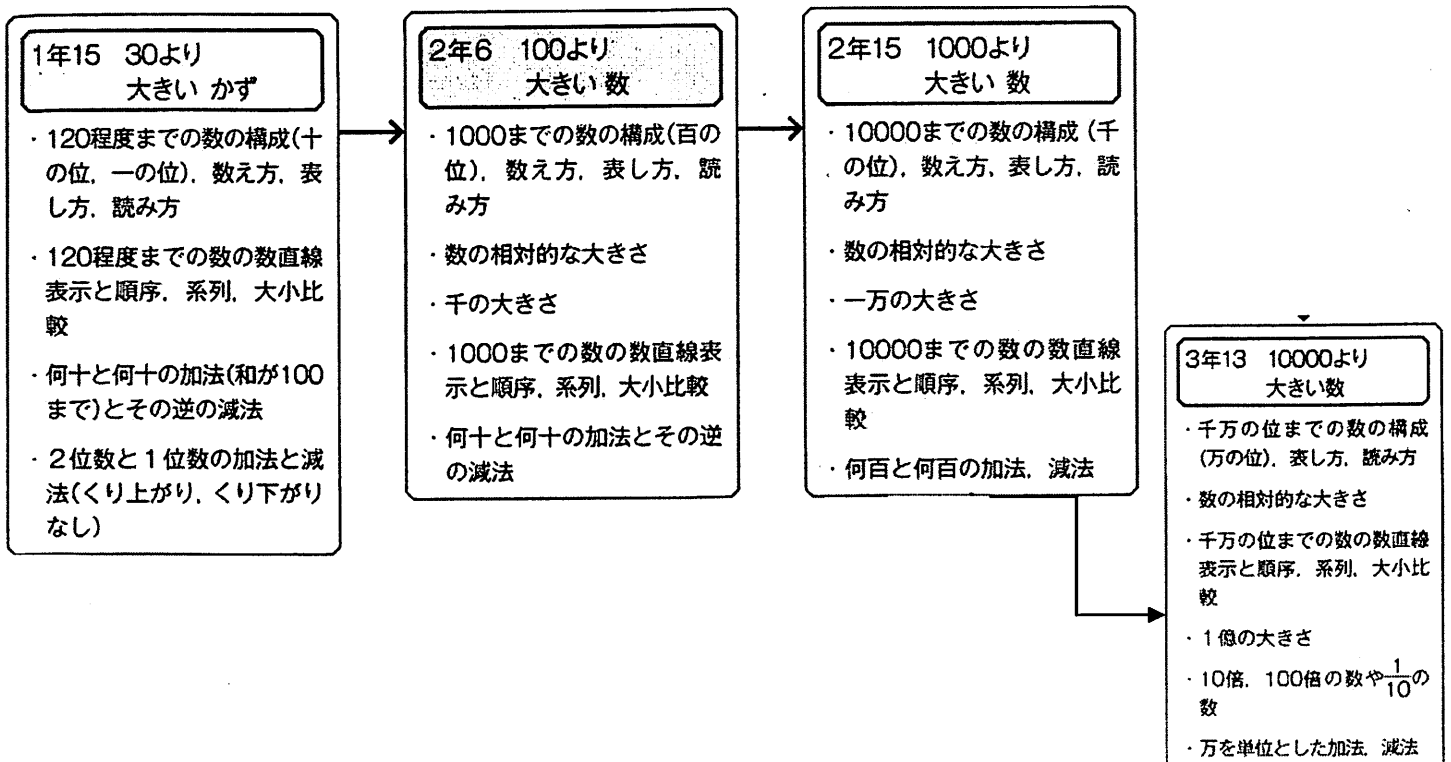 1年15 30より
大きい かず
・120程度までの数の構成(十
の位,一の位),数え方,表
し方,読み方
・120程度までの数の数直線
表示と順序,系列,大小比
較
・何十と何十の加法(和が100
まで)とその逆の減法
・2位数と1位数の加法と減
法(くり上がり,くり下がり
なし)
2年6 100より
大きい 数
・1000までの数の構成(百の
位),数え方,表し方,読
み方
・数の相対的な大きさ
・千の大きさ
・1000までの数の数直線表
示と順序,系列,大小比較
・何十と何十の加法とその逆
の減法
2年15 1000より
大きい 数
・10000までの数の構成(千
の位),数え方,表し方,読
み方
・数の相対的な大きさ
・一万の大きさ
・10000までの数の数直線
表示と順序,系列,大小比
較
・何百と何百の加法,減法
3年13 10000より
大きい数
・千万の位までの数の構成
(万の位),表し方,読み方
・数の相対的な大きさ
・千万の位までの数の数直線
表示と順序,系列,大小比
較
・1億の大きさ
・10倍,100倍の数や1/10の
数
・万を単位とした加法,減法